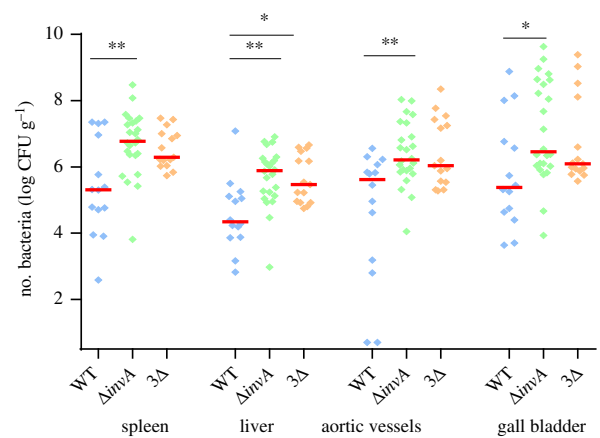 10
8
6
4
2
no. bacteria (log CFU g⁻¹)
**
*
**
**
*
WT
ΔinvA
3Δ
WT
ΔinvA
3Δ
WT
ΔinvA
3Δ
WT
ΔinvA
3Δ
spleen
liver
aortic vessels
gall bladder